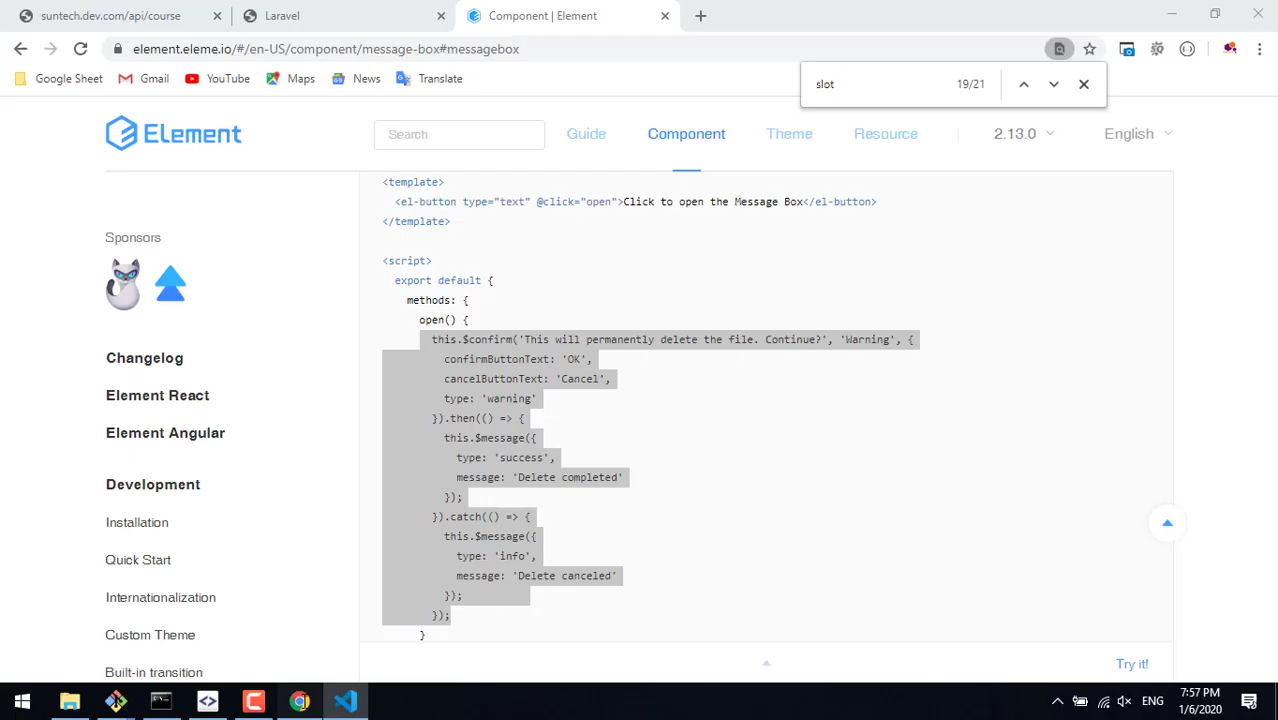 suntech.dev.com/api/course
Laravel
Component | Element
element.eleme.io/#/en-US/component/message-box#messagebox
Google Sheet
Gmail
YouTube
Maps
News
Translate
slot
19/21
Element
Search
Guide
Component
Theme
Resource
2.13.0
English
Sponsors
Changelog
Element React
Element Angular
Development
Installation
Quick Start
Internationalization
Custom Theme
Built-in transition
<template>
<el-button type="text" @click="open">Click to open the Message Box</el-button>
</template>
<script>
export default {
methods: {
open() {
this.$confirm('This will permanently delete the file. Continue?', 'Warning', {
confirmButtonText: 'OK',
cancelButtonText: 'Cancel',
type: 'warning'
}).then(() => {
this.$message({
type: 'success',
message: 'Delete completed'
});
}).catch(() => {
this.$message({
type: 'info',
message: 'Delete canceled'
});
});
}
Try it!
ENG
7:57 PM
1/6/2020